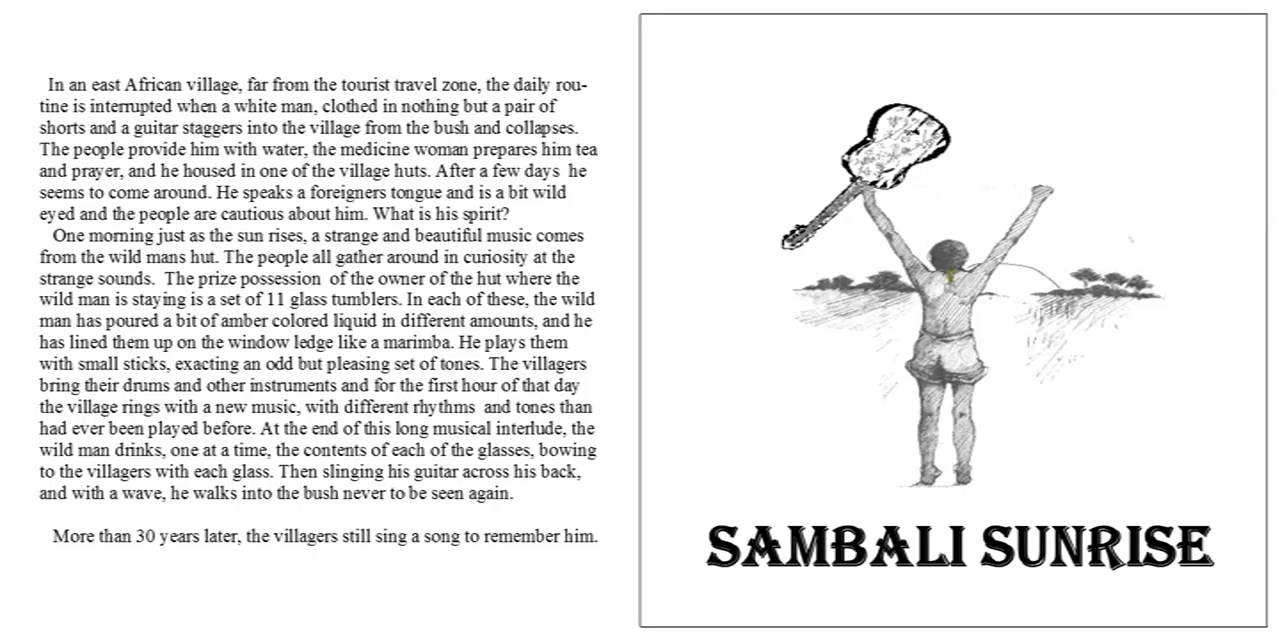 In an east African village, far from the tourist travel zone, the daily rou-
tine is interrupted when a white man, clothed in nothing but a pair of
shorts and a guitar staggers into the village from the bush and collapses.
The people provide him with water, the medicine woman prepares him tea
and prayer, and he housed in one of the village huts. After a few days he
seems to come around. He speaks a foreigners tongue and is a bit wild
eyed and the people are cautious about him. What is his spirit?
One morning just as the sun rises, a strange and beautiful music comes
from the wild mans hut. The people all gather around in curiosity at the
strange sounds. The prize possession of the owner of the hut where the
wild man is staying is a set of 11 glass tumblers. In each of these, the wild
man has poured a bit of amber colored liquid in different amounts, and he
has lined them up on the window ledge like a marimba. He plays them
with small sticks, exacting an odd but pleasing set of tones. The villagers
bring their drums and other instruments and for the first hour of that day
the village rings with a new music, with different rhythms and tones than
had ever been played before. At the end of this long musical interlude, the
wild man drinks, one at a time, the contents of each of the glasses, bowing
to the villagers with each glass. Then slinging his guitar across his back,
and with a wave, he walks into the bush never to be seen again.
More than 30 years later, the villagers still sing a song to remember him.
SAMBALI SUNRISE